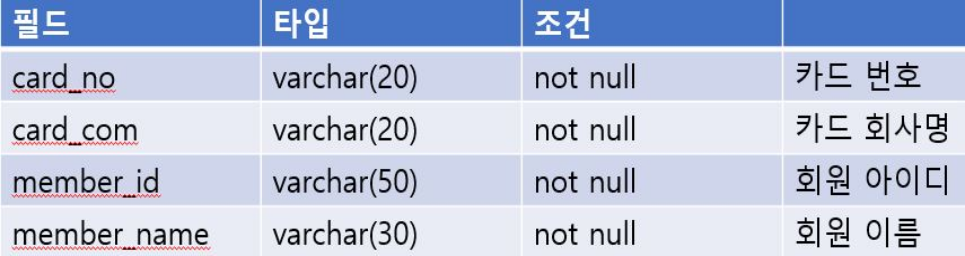 필드 타입 조건
card_no varchar(20) not null 카드 번호
card_com varchar(20) not null 카드 회사명
member_id varchar(50) not null 회원 아이디
member_name varchar(30) not null 회원 이름